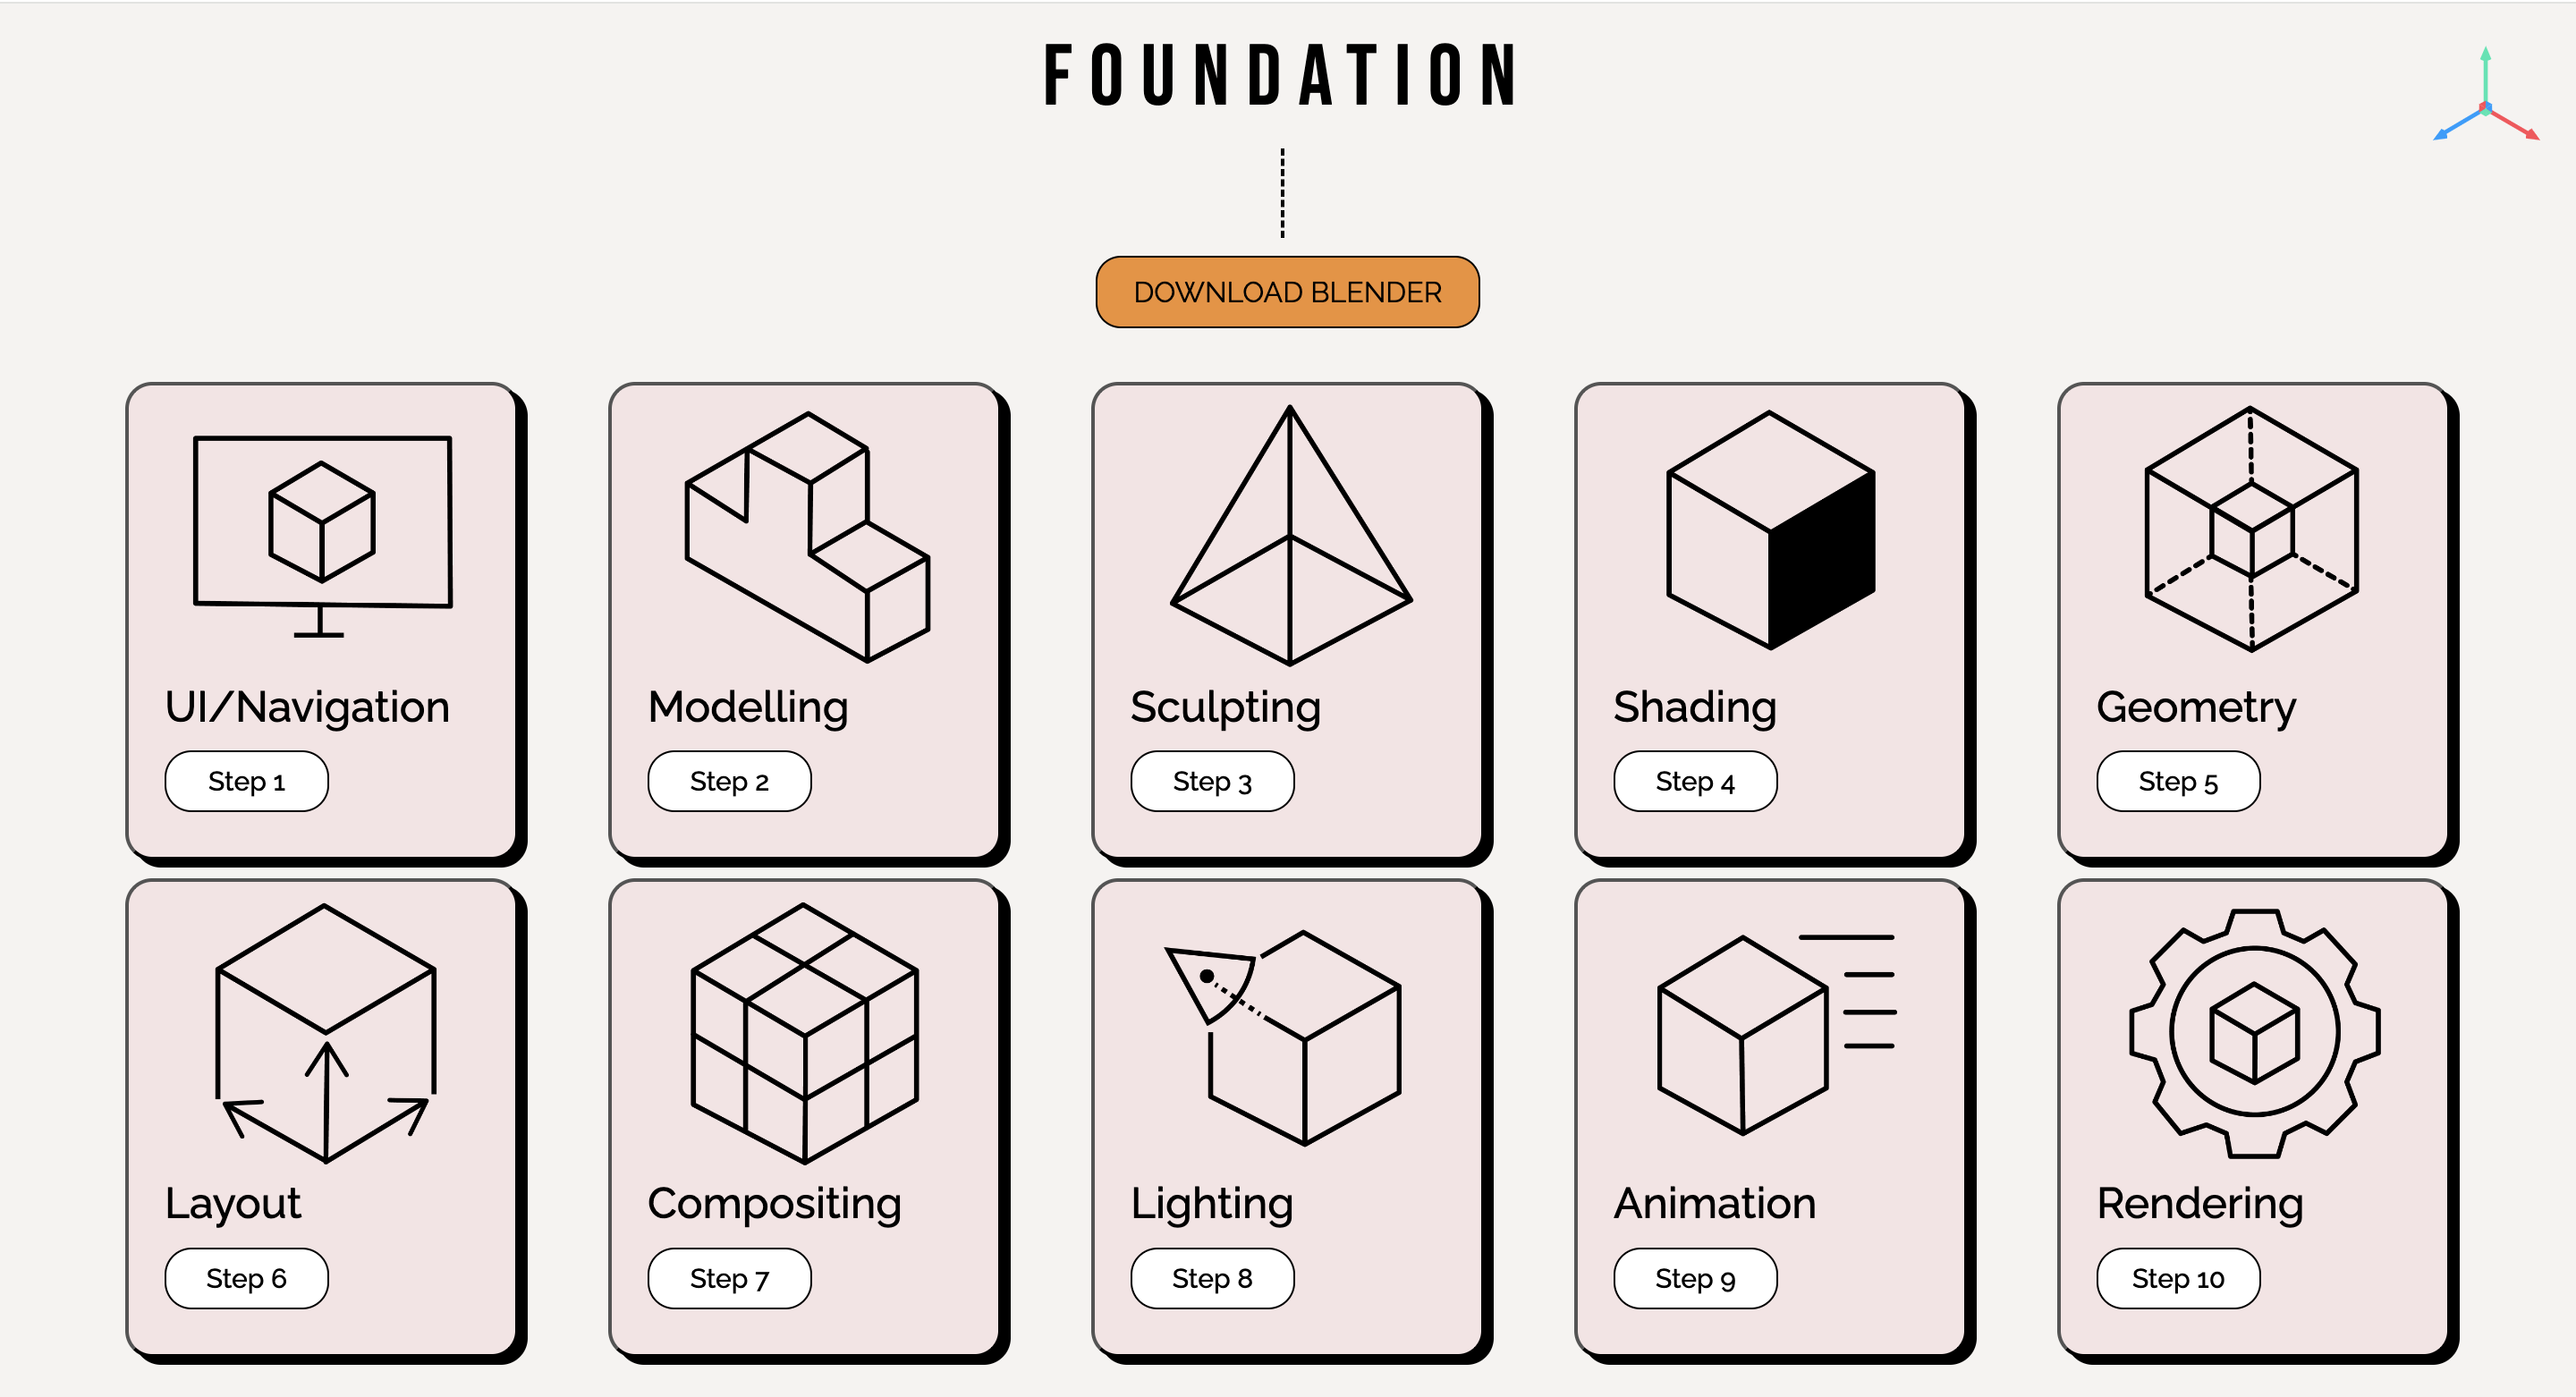 FOUNDATION
DOWNLOAD BLENDER
UI/Navigation
Step 1
Modelling
Step 2
Sculpting
Step 3
Shading
Step 4
Geometry
Step 5
Layout
Step 6
Compositing
Step 7
Lighting
Step 8
Animation
Step 9
Rendering
Step 10